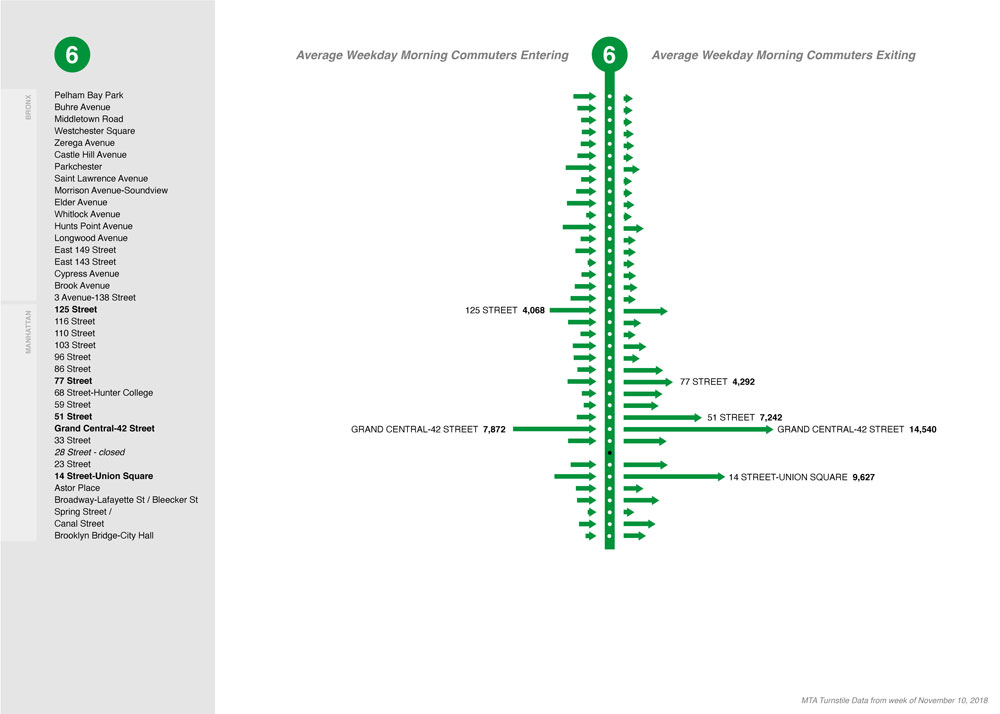 6
BRONX
Pelham Bay Park
Buhre Avenue
Middletown Road
Westchester Square
Zerega Avenue
Castle Hill Avenue
Parkchester
Saint Lawrence Avenue
Morrison Avenue-Soundview
Elder Avenue
Whitlock Avenue
Hunts Point Avenue
Longwood Avenue
East 149 Street
East 143 Street
Cypress Avenue
Brook Avenue
3 Avenue-138 Street
MANHATTAN
125 Street
116 Street
110 Street
103 Street
96 Street
86 Street
77 Street
68 Street-Hunter College
59 Street
51 Street
Grand Central-42 Street
33 Street
28 Street - closed
23 Street
14 Street-Union Square
Astor Place
Broadway-Lafayette St / Bleecker St
Spring Street /
Canal Street
Brooklyn Bridge-City Hall
Average Weekday Morning Commuters Entering
6
Average Weekday Morning Commuters Exiting
125 STREET 4,068
77 STREET 4,292
51 STREET 7,242
GRAND CENTRAL-42 STREET 7,872
GRAND CENTRAL-42 STREET 14,540
14 STREET-UNION SQUARE 9,627
MTA Turnstile Data from week of November 10, 2018